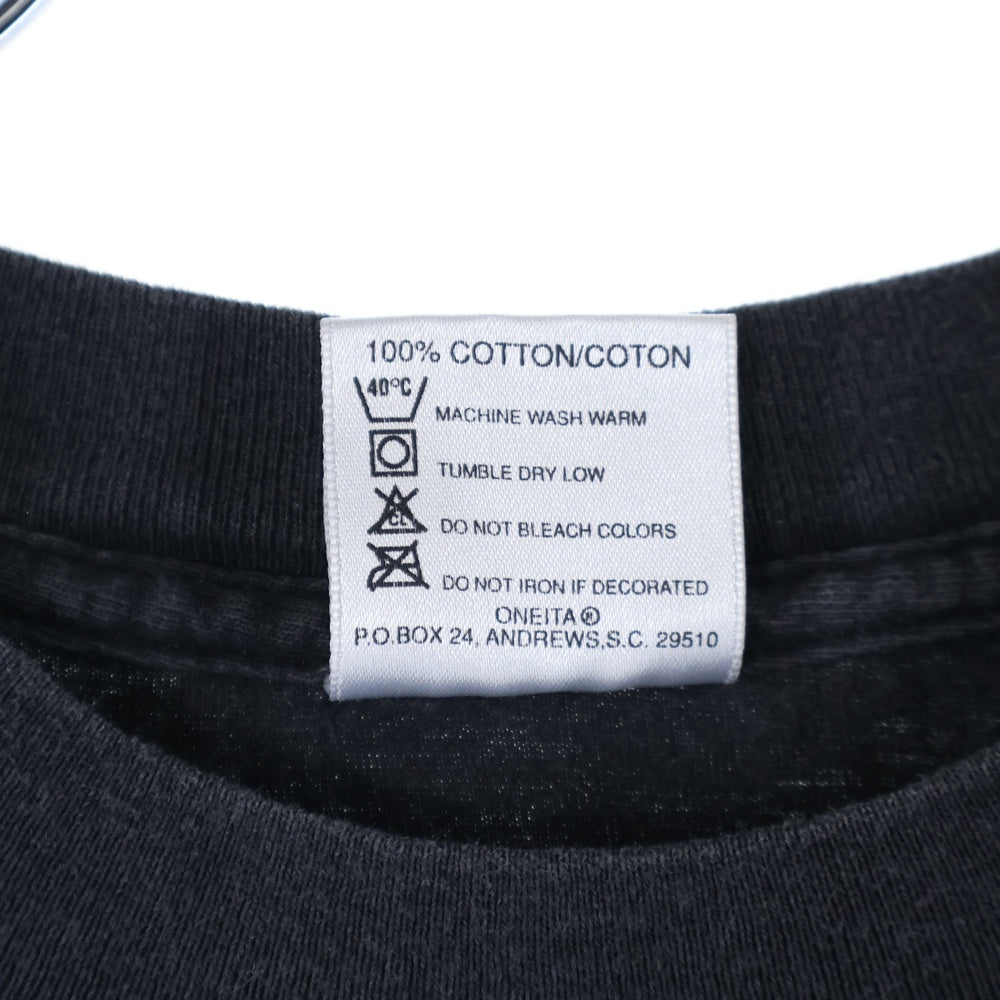 100% COTTON/COTON
40°C
MACHINE WASH WARM
TUMBLE DRY LOW
CL
DO NOT BLEACH COLORS
DO NOT IRON IF DECORATED
ONEITA®
P.O.BOX 24, ANDREWS,S.C. 29510